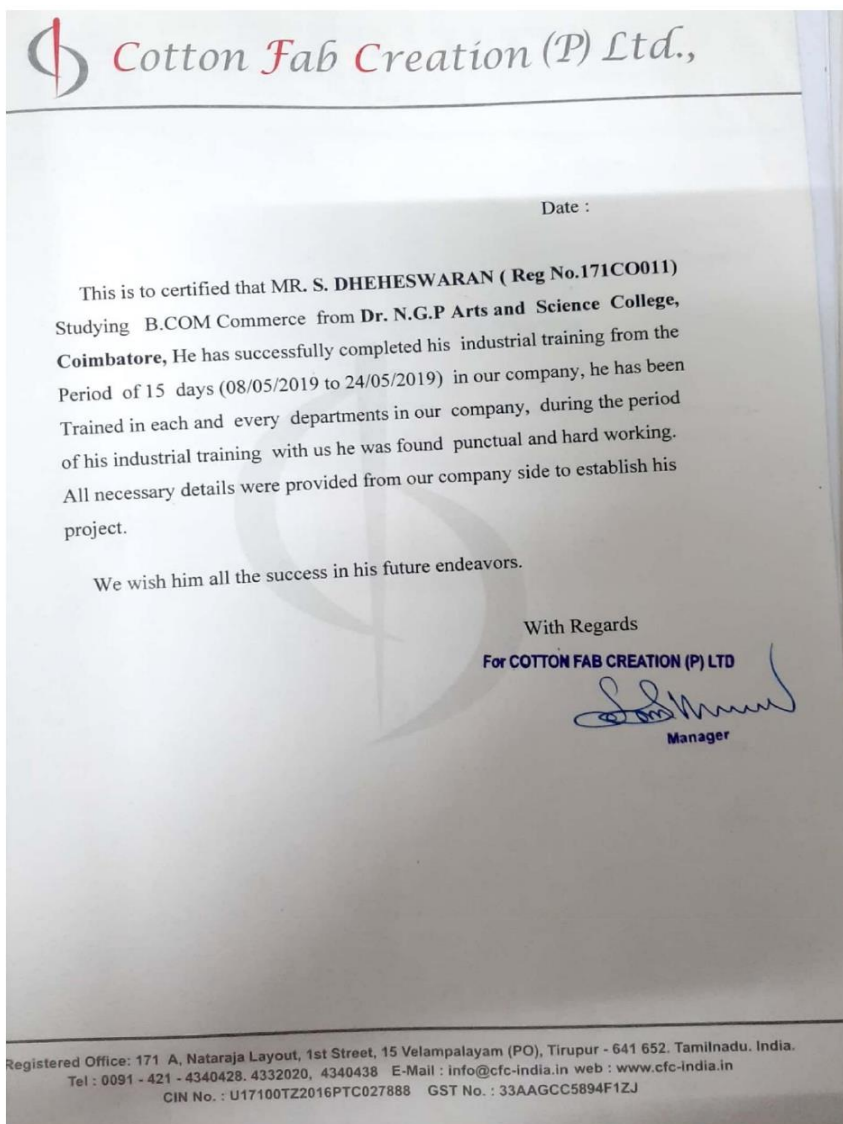 Cotton Fab Creation (P) Ltd.,
Date :
This is to certified that MR. S. DHEHESWARAN ( Reg No.171CO011)
Studying B.COM Commerce from Dr. N.G.P Arts and Science College,
Coimbatore, He has successfully completed his industrial training from the
Period of 15 days (08/05/2019 to 24/05/2019) in our company, he has been
Trained in each and every departments in our company, during the period
of his industrial training with us he was found punctual and hard working.
All necessary details were provided from our company side to establish his
project.
We wish him all the success in his future endeavors.
With Regards
For COTTON FAB CREATION (P) LTD
Manager
Registered Office: 171 A, Nataraja Layout, 1st Street, 15 Velampalayam (PO), Tirupur - 641 652. Tamilnadu. India.
Tel : 0091 - 421 - 4340428. 4332020, 4340438 E-Mail : info@cfc-india.in web : www.cfc-india.in
CIN No. : U17100TZ2016PTC027888 GST No. : 33AAGCC5894F1ZJ